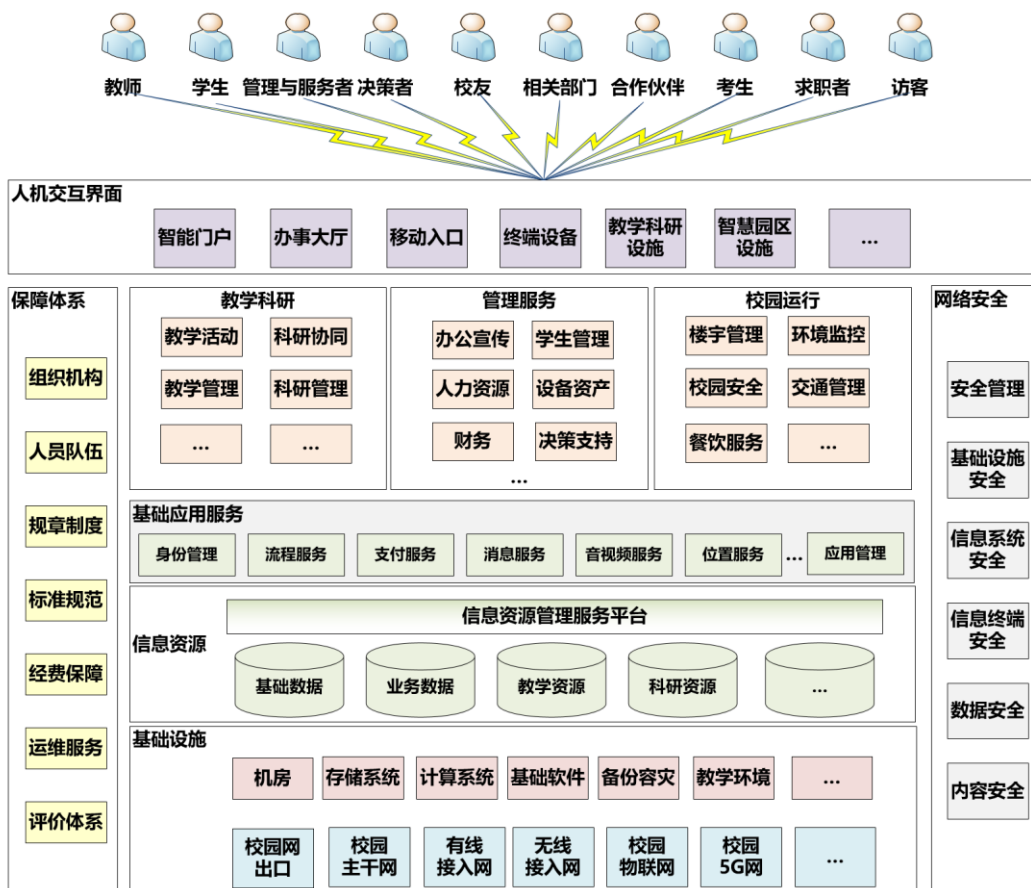 教师 学生 管理与服务者 决策者 校友 相关部门 合作伙伴 考生 求职者 访客
人机交互界面
智能门户 办事大厅 移动入口 终端设备 教学科研设施 智慧园区设施 ...
保障体系
组织机构
人员队伍
规章制度
标准规范
经费保障
运维服务
评价体系
教学科研
教学活动 科研协同
教学管理 科研管理
... ...
管理服务
办公宣传 学生管理
人力资源 设备资产
财务 决策支持
...
校园运行
楼宇管理 环境监控
校园安全 交通管理
餐饮服务 ...
基础应用服务
身份管理 流程服务 支付服务 消息服务 音视频服务 位置服务 ... 应用管理
信息资源
信息资源管理服务平台
基础数据 业务数据 教学资源 科研资源 ...
基础设施
机房 存储系统 计算系统 基础软件 备份容灾 教学环境 ...
校园网出口 校园主干网 有线接入网 无线接入网 校园物联网 校园5G网 ...
网络安全
安全管理
基础设施
安全
信息系统
安全
信息终端
安全
数据安全
内容安全